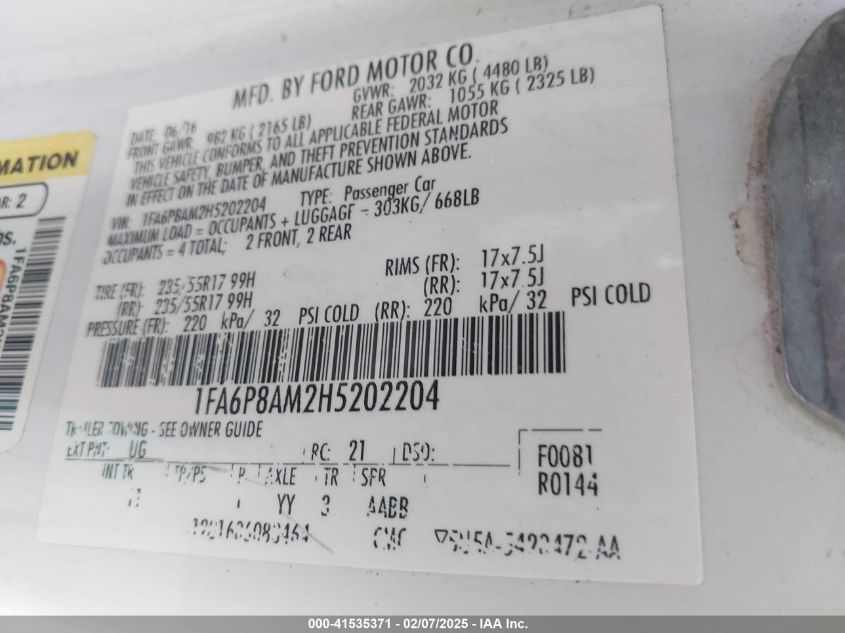 MFD. BY FORD MOTOR CO.
DATE: 06/16 GVWR: 2032 KG ( 4480 LB)
FRONT GAWR: 982 KG ( 2165 LB) REAR GAWR: 1055 KG ( 2325 LB)
THIS VEHICLE CONFORMS TO ALL APPLICABLE FEDERAL MOTOR
VEHICLE SAFETY, BUMPER, AND THEFT PREVENTION STANDARDS
IN EFFECT ON THE DATE OF MANUFACTURE SHOWN ABOVE.
VIN: 1FA6P8AM2H5202204 TYPE: Passenger Car
MAXIMUM LOAD = OCCUPANTS + LUGGAGE = 303KG/ 668LB
OCCUPANTS = 4 TOTAL; 2 FRONT, 2 REAR
TIRE (FR): 235/55R17 99H RIMS (FR): 17x7.5J
(RR): 235/55R17 99H (RR): 17x7.5J
PRESSURE (FR): 220 kPa/ 32 PSI COLD (RR): 220 kPa/ 32 PSI COLD
1FA6P8AM2H5202204
TRAILER TOWING - SEE OWNER GUIDE
EXT PNT: UG RC: 21 DSO: F0081
INT TR TP/PS R AXLE TR SPR R0144
YY 3 AABB
MATION
R: 2
1FA6P8AM2
000-41535371 - 02/07/2025 - IAA Inc.